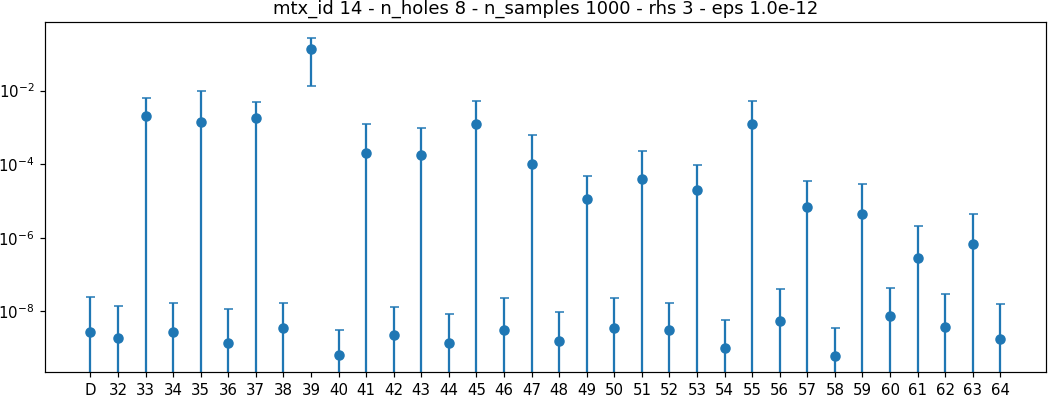 mtx_id 14 - n_holes 8 - n_samples 1000 - rhs 3 - eps 1.0e-12
10⁻²
10⁻⁴
10⁻⁶
10⁻⁸
D 32 33 34 35 36 37 38 39 40 41 42 43 44 45 46 47 48 49 50 51 52 53 54 55 56 57 58 59 60 61 62 63 64